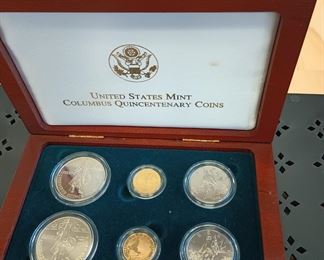 UNITED STATES MINT
COLUMBUS QUINCENTENARY COINS